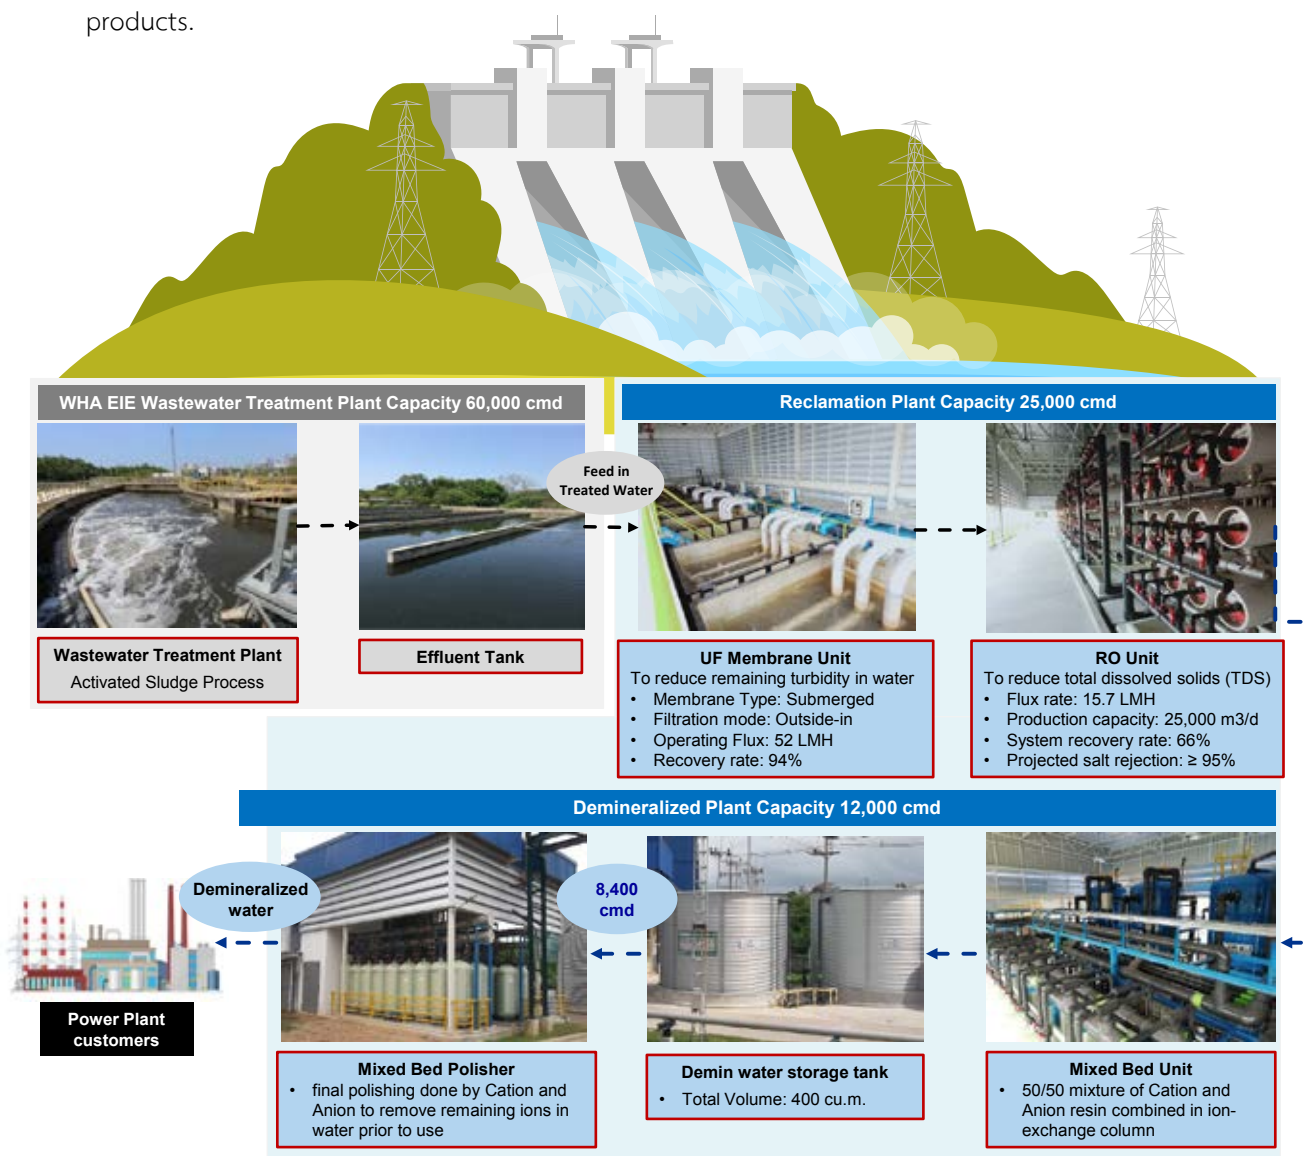 products.
WHA EIE Wastewater Treatment Plant Capacity 60,000 cmd
Reclamation Plant Capacity 25,000 cmd
Feed in
Treated Water
Wastewater Treatment Plant
Activated Sludge Process
Effluent Tank
UF Membrane Unit
To reduce remaining turbidity in water
• Membrane Type: Submerged
• Filtration mode: Outside-in
• Operating Flux: 52 LMH
• Recovery rate: 94%
RO Unit
To reduce total dissolved solids (TDS)
• Flux rate: 15.7 LMH
• Production capacity: 25,000 m3/d
• System recovery rate: 66%
• Projected salt rejection: ≥ 95%
Demineralized Plant Capacity 12,000 cmd
Demineralized
water
8,400
cmd
Power Plant
customers
Mixed Bed Polisher
• final polishing done by Cation and
Anion to remove remaining ions in
water prior to use
Demin water storage tank
• Total Volume: 400 cu.m.
Mixed Bed Unit
• 50/50 mixture of Cation and
Anion resin combined in ion-
exchange column